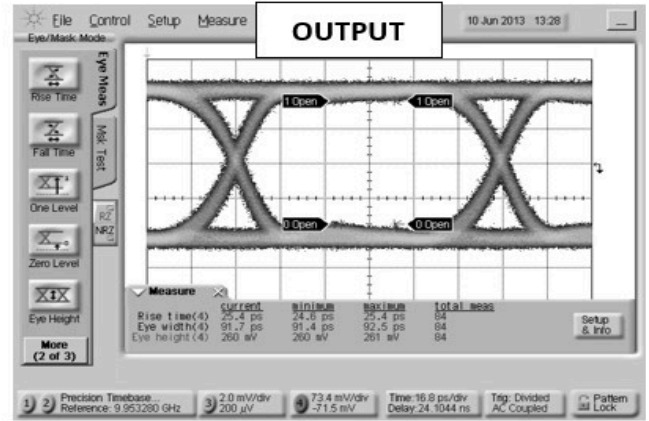 File Control Setup Measure
OUTPUT
10 Jun 2013 13:28
Eye/Mask Mode
Eye Meas
Rise Time
Fall Time
Msk Test
One Level
RZ
NRZ
Zero Level
Eye Height
More
(2 of 3)
1 Open 1 Open
0 Open 0 Open
Measure
current minimum maximum total meas
Rise time(4) 25.4 ps 24.6 ps 25.4 ps 84
Eye width(4) 91.7 ps 91.4 ps 92.5 ps 84
Eye height(4) 260 mV 260 mV 261 mV 84
Setup
& Info
1 2 Precision Timebase...
Reference: 9.953280 GHz
3 2.0 mV/div
200 µV
4 73.4 mV/div
-71.5 mV
Time:16.8 ps/div
Delay:24.1044 ns
Trig: Divided
AC Coupled
Pattern
Lock